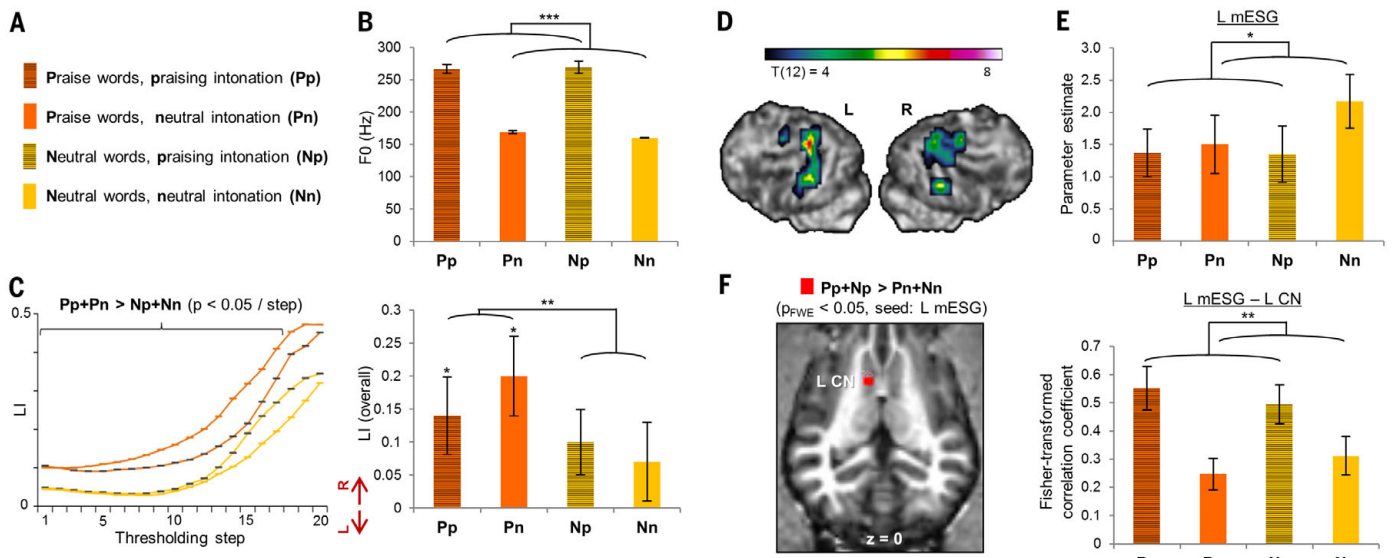 A
Praise words, praising intonation (Pp)
Praise words, neutral intonation (Pn)
Neutral words, praising intonation (Np)
Neutral words, neutral intonation (Nn)
B
***
F0 (Hz)
300
250
200
150
100
50
0
Pp Pn Np Nn
C
Pp+Pn > Np+Nn (p < 0.05 / step)
0.5
LI
0
1 5 10 15 20
Thresholding step
**
* *
LI (overall)
0.3
0.25
0.2
0.15
0.1
0.05
0
R
L
Pp Pn Np Nn
D
T(12) = 4 8
L R
E
L mESG
*
Parameter estimate
3.0
2.5
2.0
1.5
1.0
0.5
0
Pp Pn Np Nn
F
Pp+Np > Pn+Nn
(pFWE < 0.05, seed: L mESG)
L CN
z = 0
L mESG – L CN
**
Fisher-transformed
correlation coefficient
0.7
0.6
0.5
0.4
0.3
0.2
0.1
0